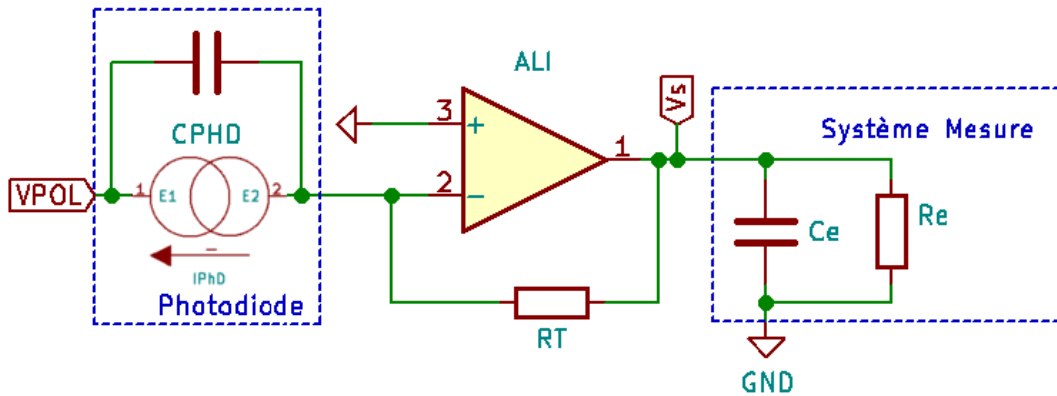 ALI
CPHD
VPOL
1
E1
E2
2
-
IPhD
Photodiode
3
+
2
-
1
RT
Vs
Système Mesure
Ce
Re
GND